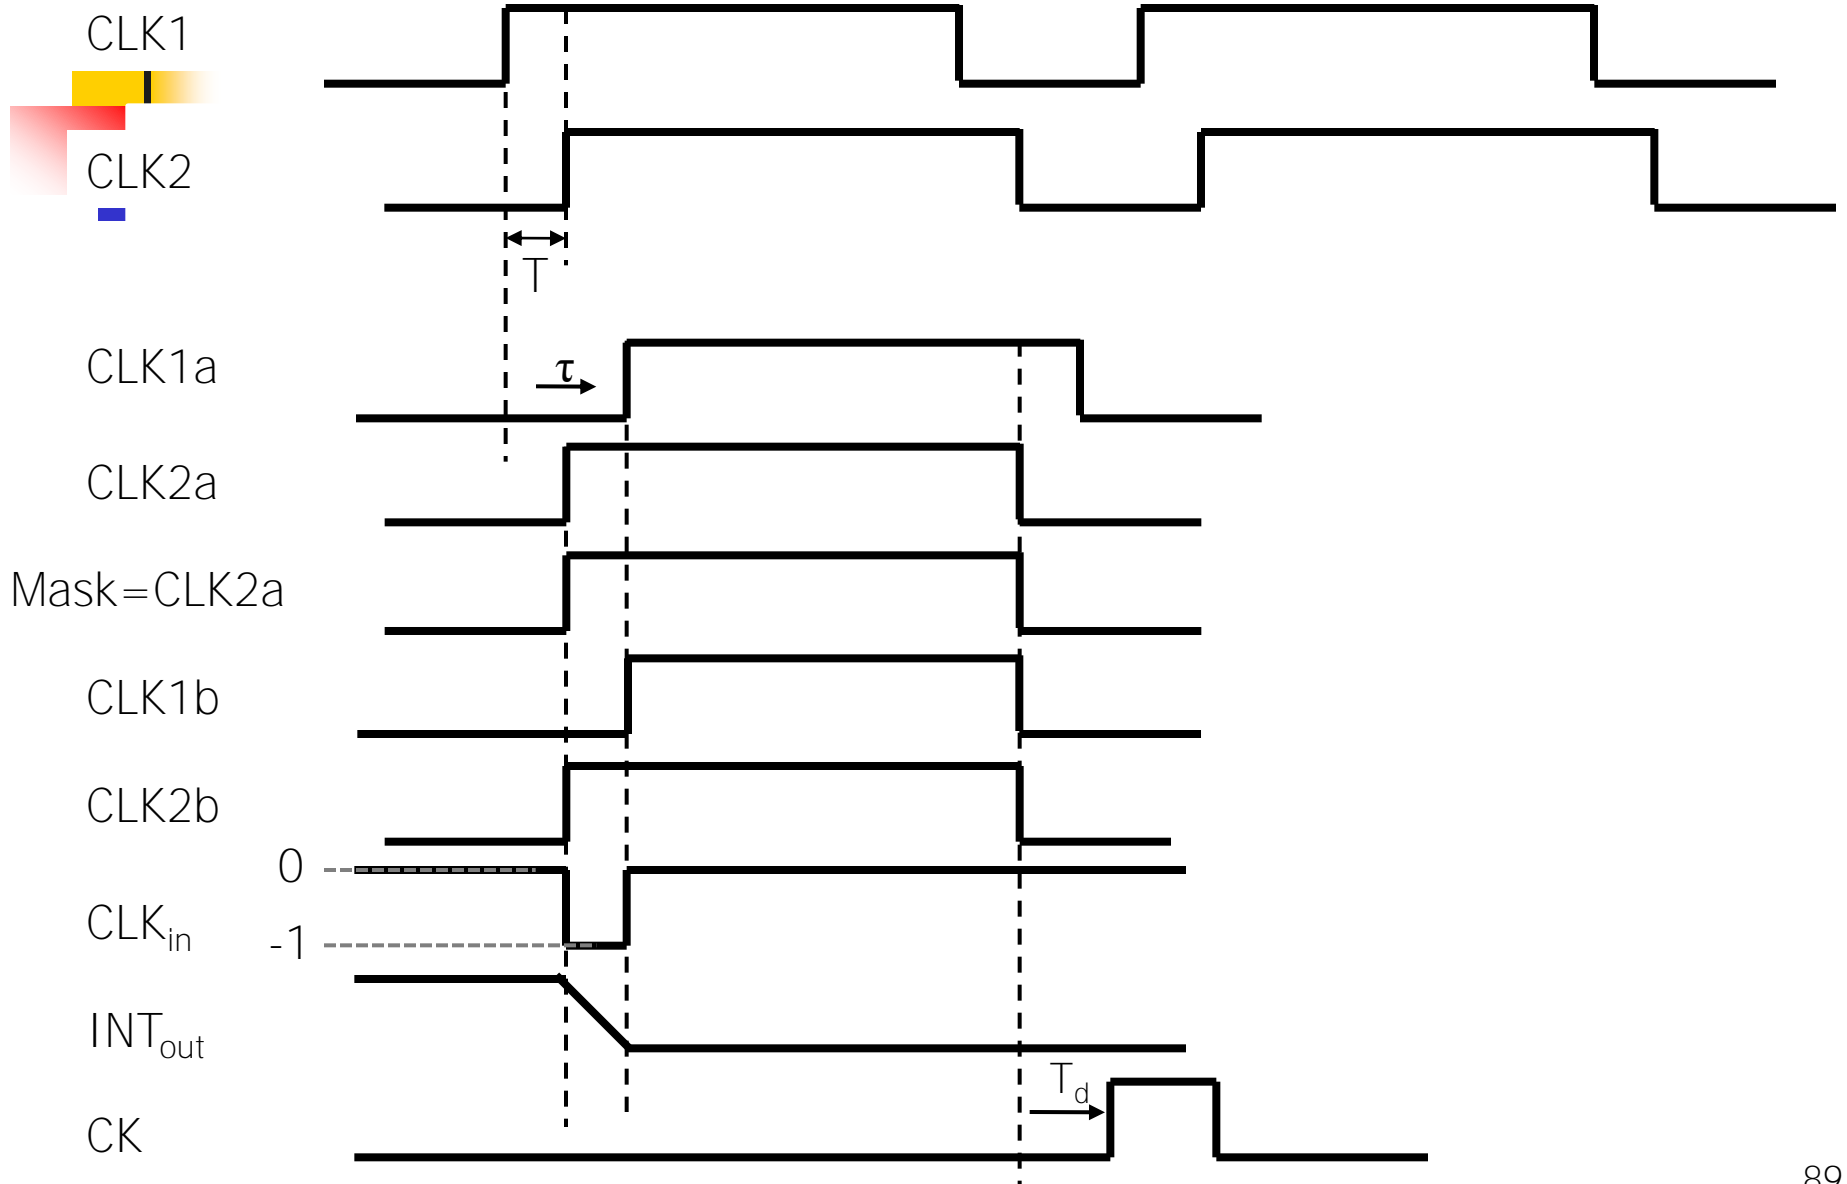 CLK1
CLK2
T
CLK1a
τ
CLK2a
Mask=CLK2a
CLK1b
CLK2b
0
CLKin
-1
INTout
Td
CK
89